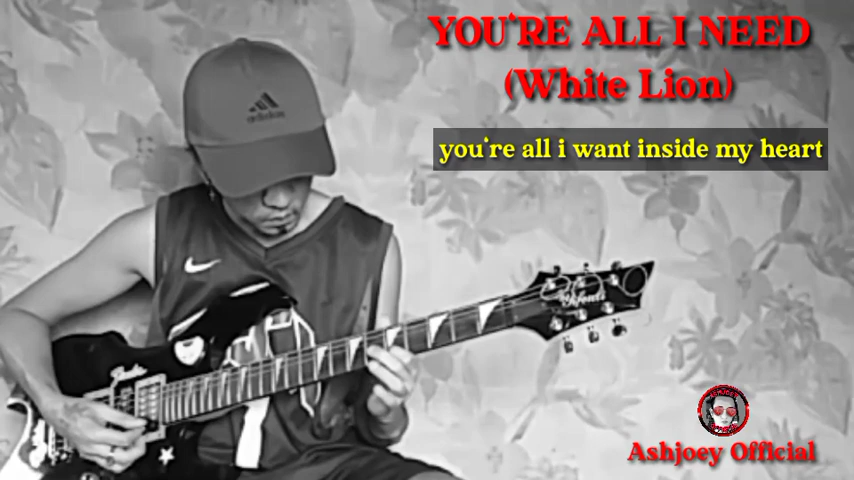 YOU'RE ALL I NEED
(White Lion)
you're all i want inside my heart
adidas
Ashjoey Official